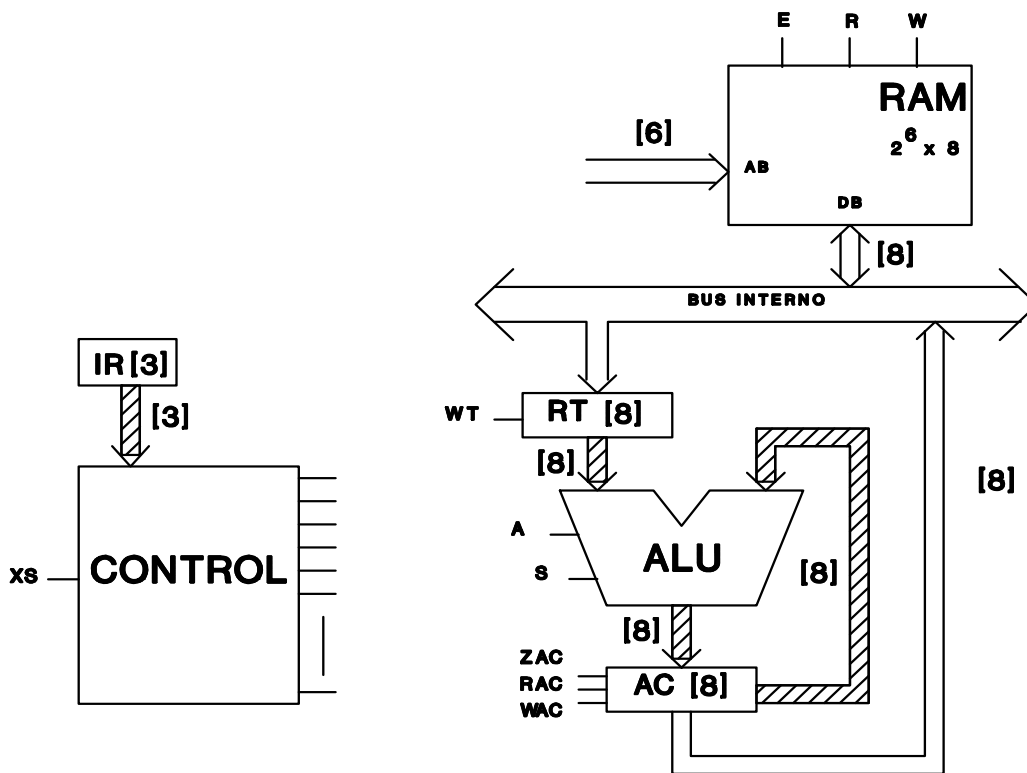 E R W
RAM
2^6 x 8
[6]
AB
DB
[8]
BUS INTERNO
IR [3]
[3]
WT
RT [8]
[8]
[8]
XS
CONTROL
A
S
ALU
[8]
[8]
ZAC
RAC
WAC
AC [8]